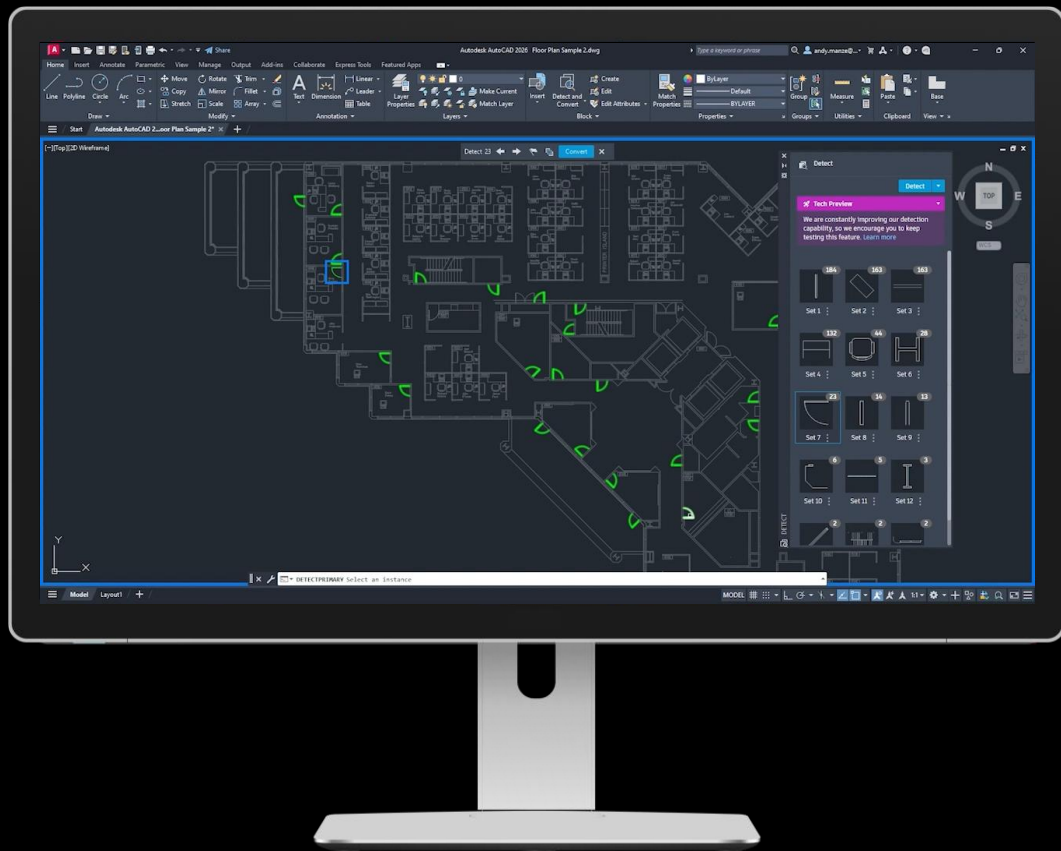 A Share Autodesk AutoCAD 2026 Floor Plan Sample 2.dwg Type a keyword or phrase andy.manze@...
Home Insert Annotate Parametric View Manage Output Add-ins Collaborate Express Tools Featured Apps
Line Polyline Circle Arc
Move Rotate Trim
Copy Mirror Fillet
Stretch Scale Array
Text Dimension
Linear
Leader
Table
Layer Properties
0
Make Current
Match Layer
Insert
Detect and Convert
Create
Edit
Edit Attributes
Match Properties
ByLayer
Default
BYLAYER
Group
Measure
Paste
Base
Draw Modify Annotation Layers Block Properties Groups Utilities Clipboard View
Start Autodesk AutoCAD 2...oor Plan Sample 2*
[−][Top][2D Wireframe]
Detect 23 Convert
PRINTER ISLAND
Detect
Detect
Tech Preview
We are constantly improving our detection
capability, so we encourage you to keep
testing this feature. Learn more
184 163 163
Set 1 Set 2 Set 3
132 44 28
Set 4 Set 5 Set 6
23 14 13
Set 7 Set 8 Set 9
6 5 3
Set 10 Set 11 Set 12
2 2 2
DETECT
N
W TOP E
S
WCS
Y
X
DETECTPRIMARY Select an instance
Model Layout1 MODEL 1:1